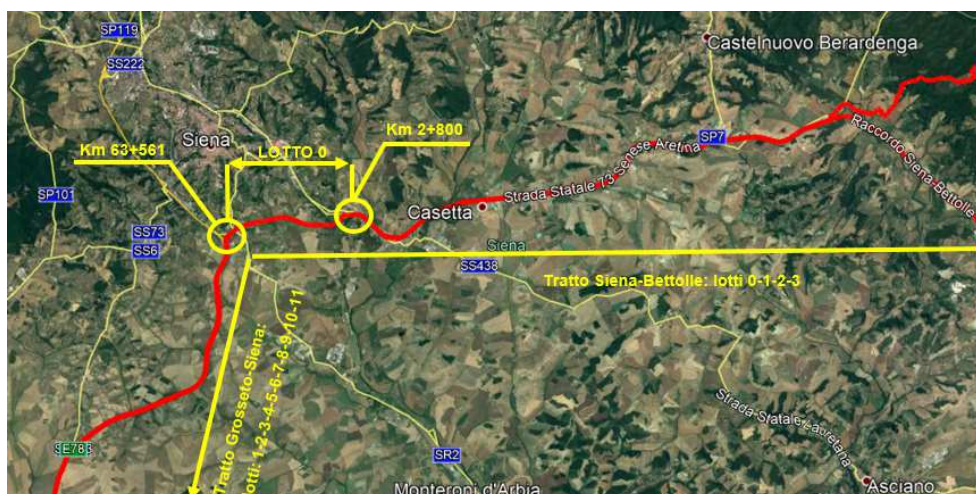 SP119
SS222
Castelnuovo Berardenga
Km 2+800
Siena
LOTTO 0
Km 63+561
SP7
Raccordo Siena-Bettolle
Strada Statale 73 Senese Aretina
SP101
Casetta
SS73
SS6
Siena
SS438
Tratto Siena-Bettolle: lotti 0-1-2-3
Tratto Grosseto-Siena:
lotti: 1-2-3-4-5-6-7-8-9-10-11
Strada Statale Lauretana
SR2
Monteroni d'Arbia
Asciano